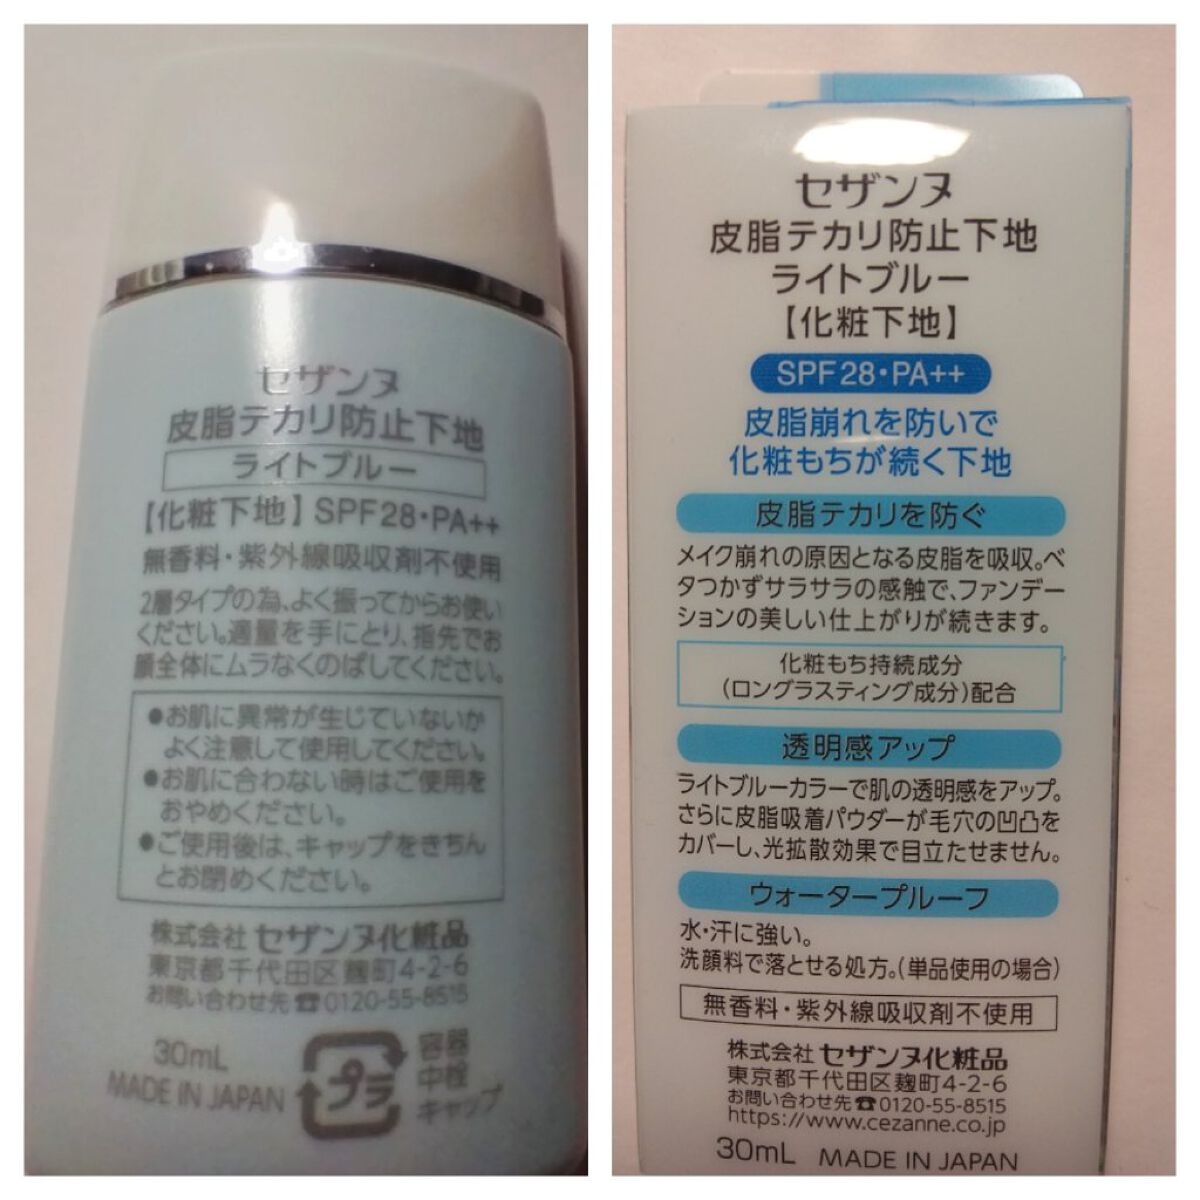 セザンヌ
皮脂テカリ防止下地
ライトブルー
【化粧下地】SPF28・PA++
無香料・紫外線吸収剤不使用
2層タイプの為、よく振ってからお使い
ください。適量を手にとり、指先でお
顔全体にムラなくのばしてください。
●お肌に異常が生じていないか
よく注意して使用してください。
●お肌に合わない時はご使用を
おやめください。
●ご使用後は、キャップをきちん
とお閉めください。
株式会社 セザンヌ化粧品
東京都千代田区麹町4-2-6
お問い合わせ先☎0120-55-8515
30mL
MADE IN JAPAN
プラ
容器
中栓
キャップ
セザンヌ
皮脂テカリ防止下地
ライトブルー
【化粧下地】
SPF28・PA++
皮脂崩れを防いで
化粧もちが続く下地
皮脂テカリを防ぐ
メイク崩れの原因となる皮脂を吸収。ベ
タつかずサラサラの感触で、ファンデー
ションの美しい仕上がりが続きます。
化粧もち持続成分
(ロングラスティング成分)配合
透明感アップ
ライトブルーカラーで肌の透明感をアップ。
さらに皮脂吸着パウダーが毛穴の凹凸を
カバーし、光拡散効果で目立たせません。
ウォータープルーフ
水・汗に強い。
洗顔料で落とせる処方。(単品使用の場合)
無香料・紫外線吸収剤不使用
株式会社 セザンヌ化粧品
東京都千代田区麹町4-2-6
お問い合わせ先☎0120-55-8515
https://www.cezanne.co.jp
30mL MADE IN JAPAN